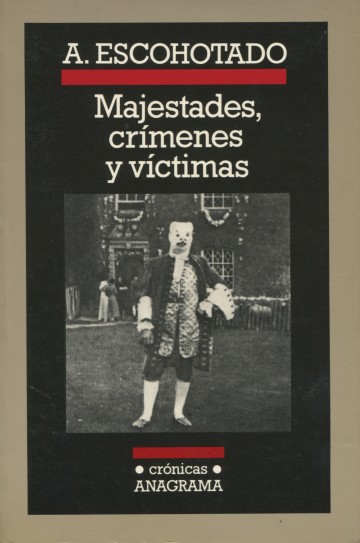 A. ESCOHOTADO
Majestades,
crímenes
y víctimas
• crónicas •
ANAGRAMA